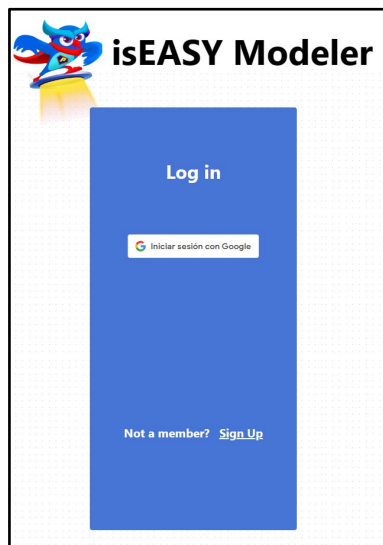 isEASY Modeler
Log in
Iniciar sesión con Google
Not a member? Sign Up